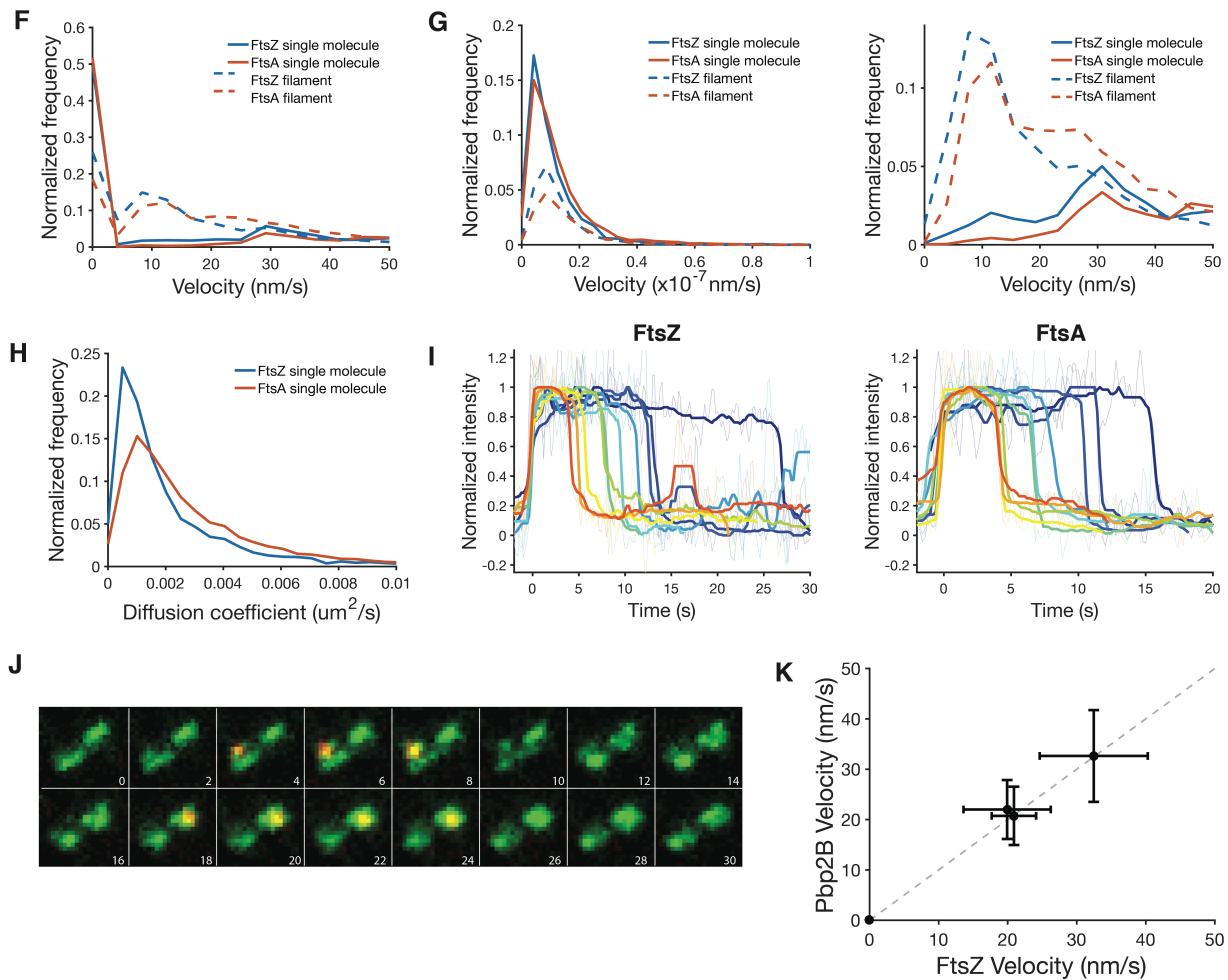 F
Normalized frequency
0.6
0.5
0.4
0.3
0.2
0.1
0
0 10 20 30 40 50
Velocity (nm/s)
FtsZ single molecule
FtsA single molecule
FtsZ filament
FtsA filament
G
Normalized frequency
0.2
0.15
0.1
0.05
0
0 0.2 0.4 0.6 0.8 1
Velocity (x10-7 nm/s)
FtsZ single molecule
FtsA single molecule
FtsZ filament
FtsA filament
Normalized frequency
0.1
0.05
0
0 10 20 30 40 50
Velocity (nm/s)
FtsZ single molecule
FtsA single molecule
FtsZ filament
FtsA filament
H
Normalized frequency
0.25
0.2
0.15
0.1
0.05
0
0 0.002 0.004 0.006 0.008 0.01
Diffusion coefficient (um2/s)
FtsZ single molecule
FtsA single molecule
I
FtsZ
Normalized intensity
1.2
1
0.8
0.6
0.4
0.2
0
-0.2
0 5 10 15 20 25 30
Time (s)
FtsA
Normalized intensity
1.2
1
0.8
0.6
0.4
0.2
0
-0.2
0 5 10 15 20
Time (s)
J
0 2 4 6 8 10 12 14
16 18 20 22 24 26 28 30
K
Pbp2B Velocity (nm/s)
50
40
30
20
10
0
0 10 20 30 40 50
FtsZ Velocity (nm/s)